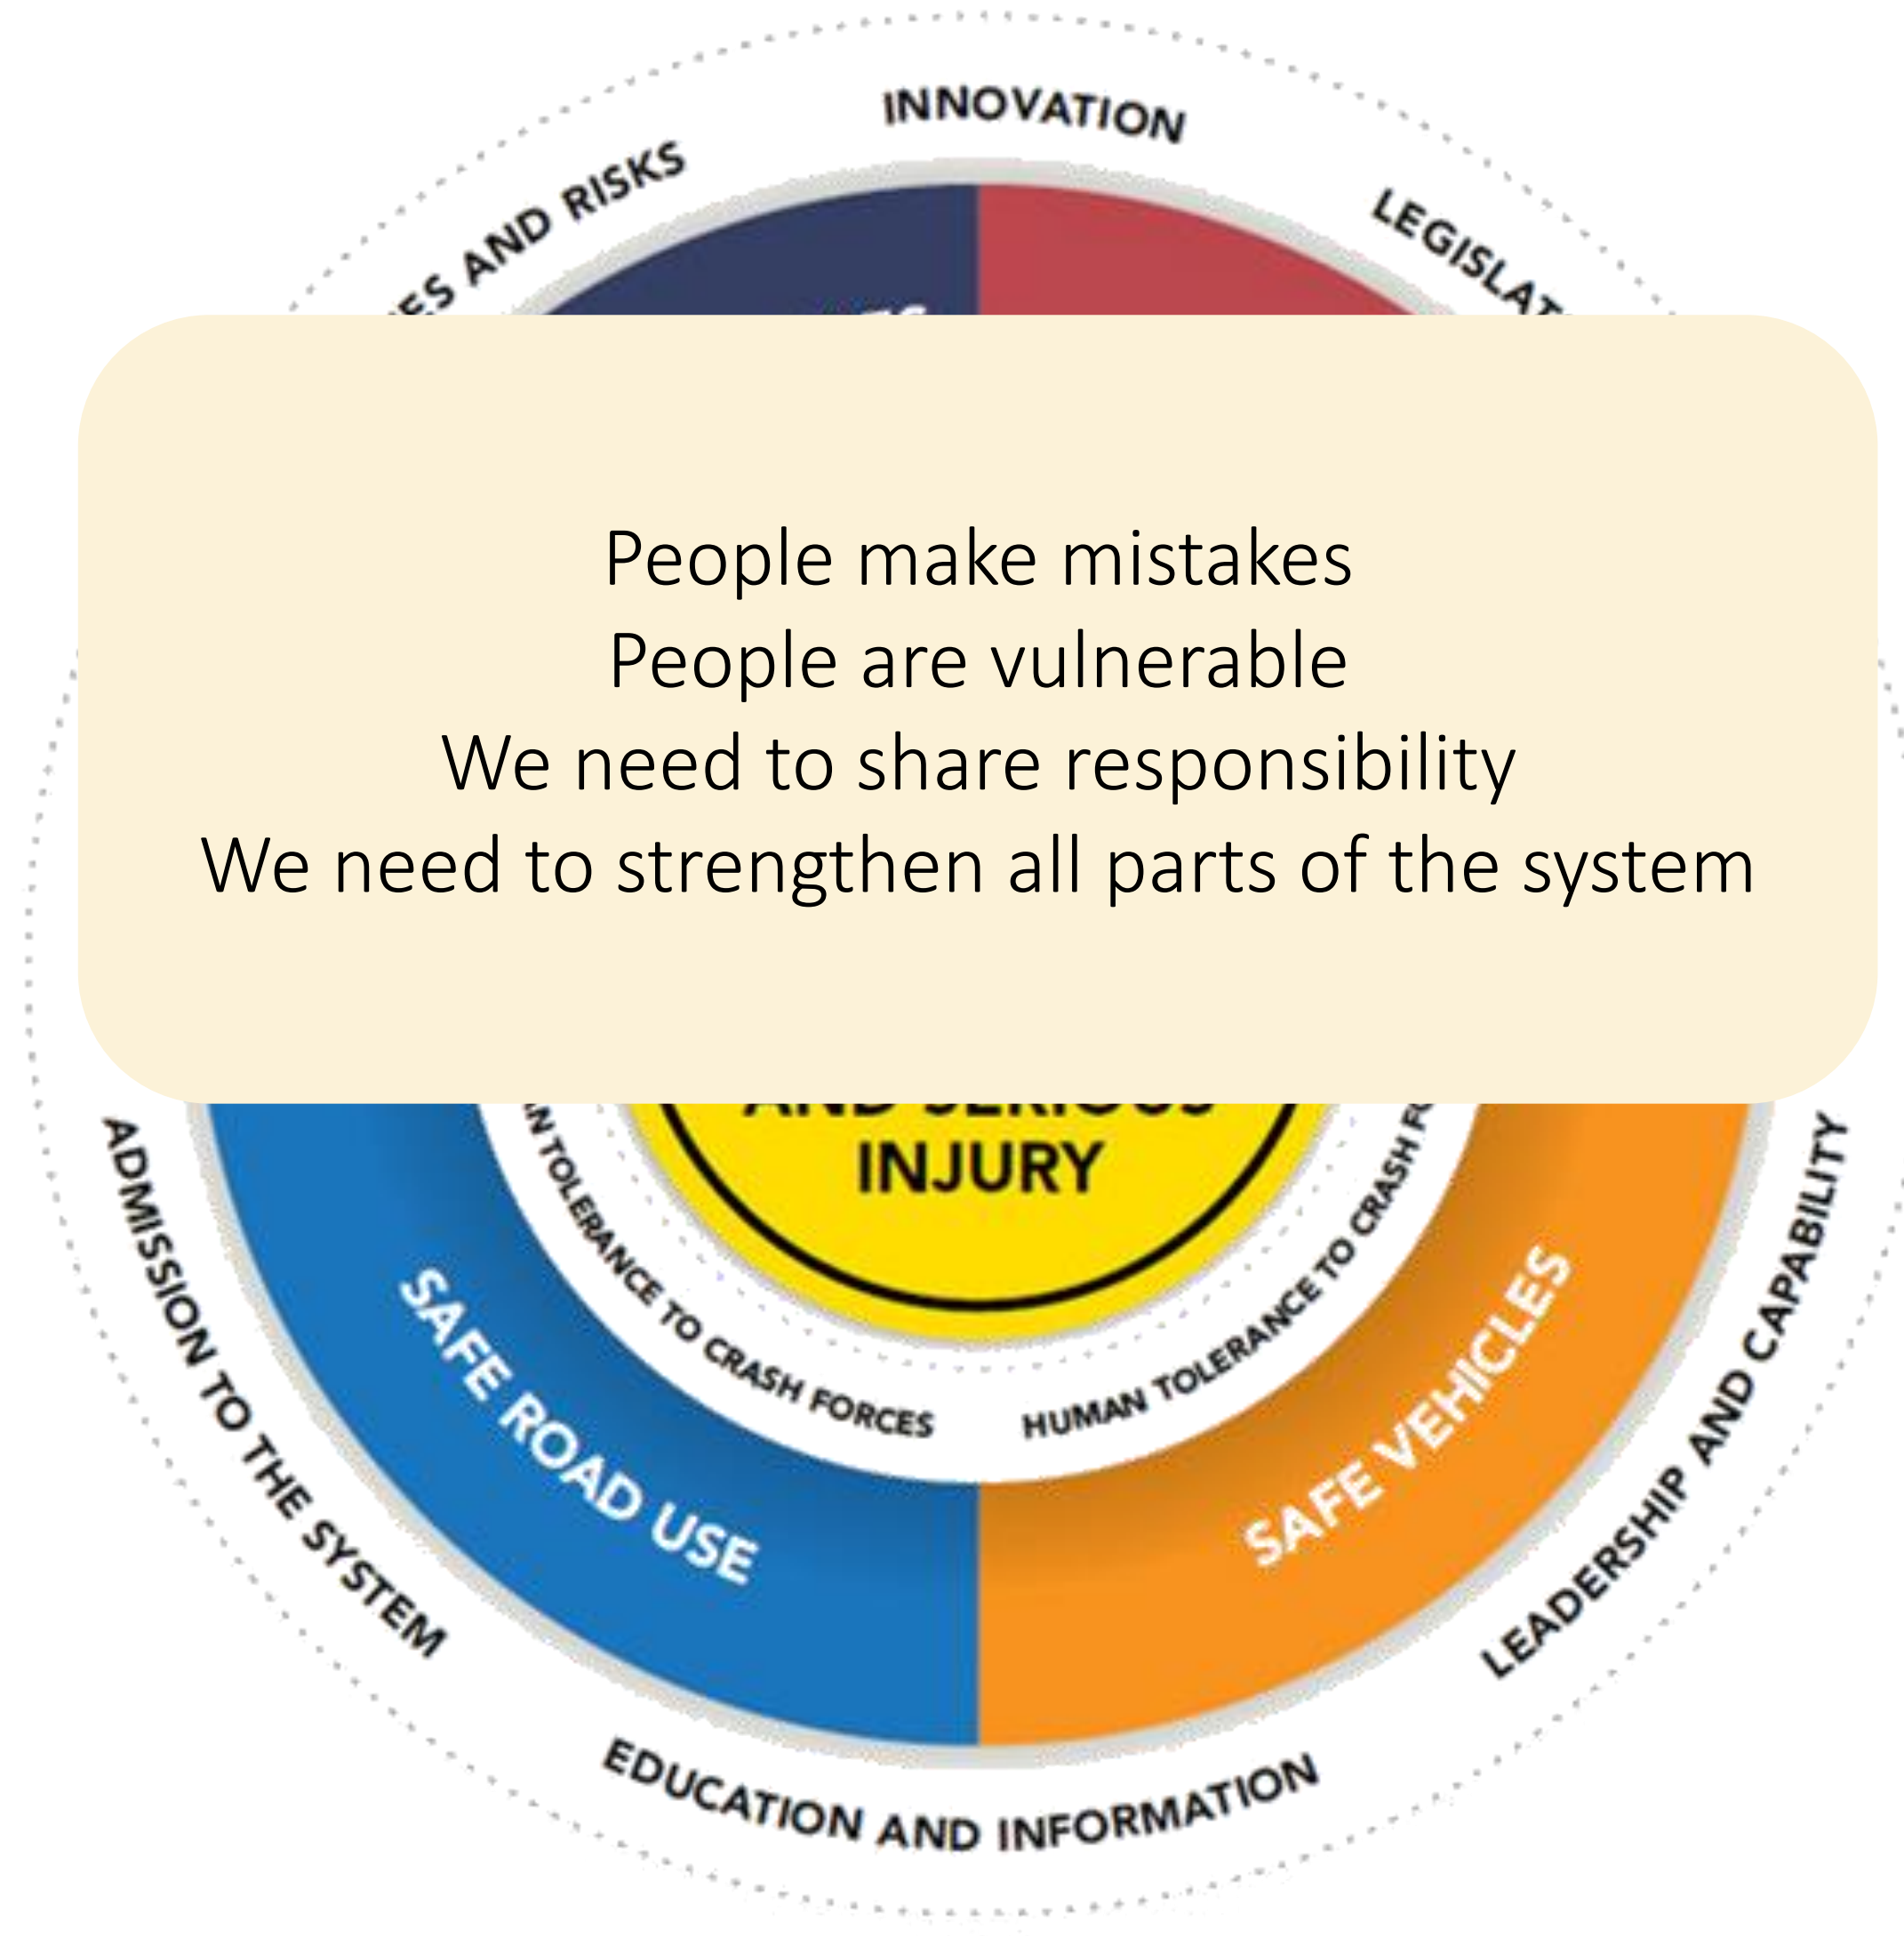 INNOVATION
AND RISKS
People make mistakes
People are vulnerable
We need to share responsibility
We need to strengthen all parts of the system
AND SERIOUS
INJURY
TOLERANCE TO CRASH FORCES
HUMAN TOLERANCE TO CRASH
SAFE ROAD USE
SAFE VEHICLES
ADMISSION TO THE SYSTEM
LEADERSHIP AND CAPABILITY
EDUCATION AND INFORMATION